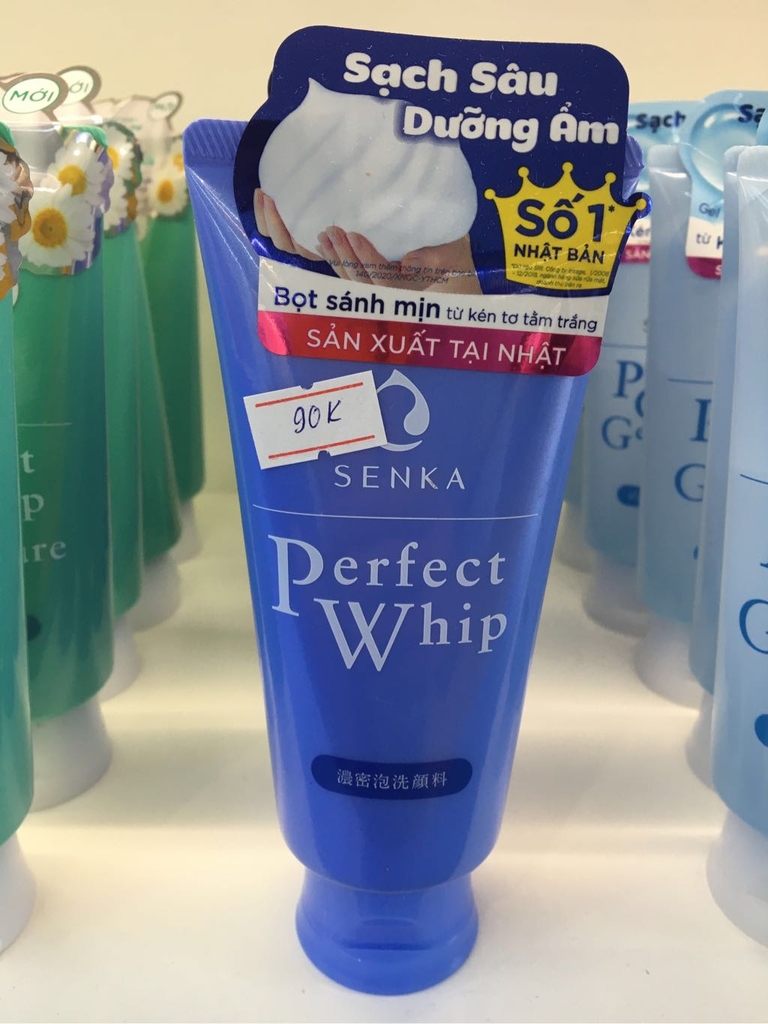 Sạch Sâu
Dưỡng Ẩm
Số 1*
NHẬT BẢN
Bọt sánh mịn từ kén tơ tằm trắng
SẢN XUẤT TẠI NHẬT
90K
SENKA
Perfect
Whip
濃密泡洗顔料
MỚI
Sạch